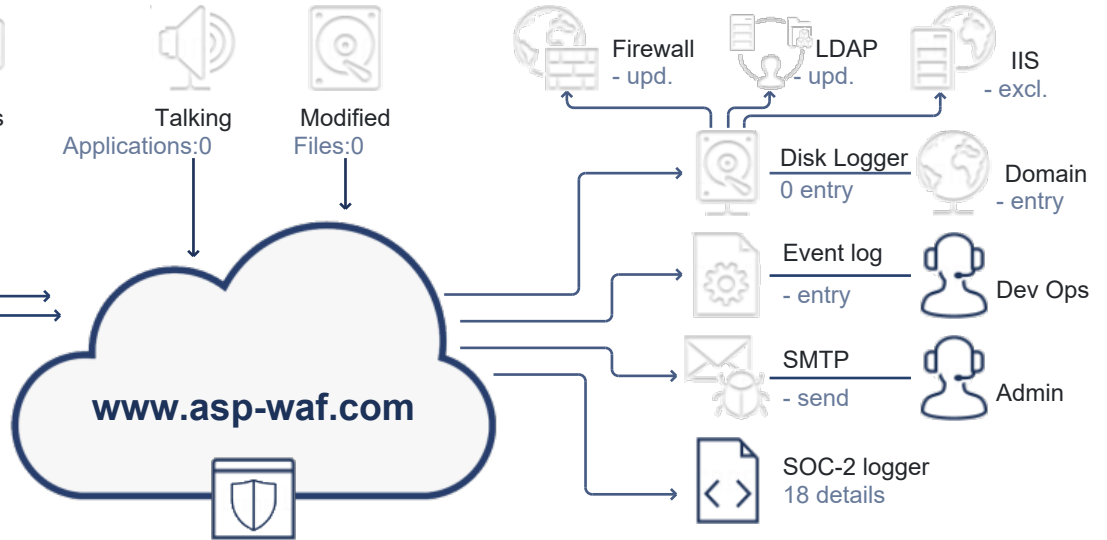 Firewall
- upd.
LDAP
- upd.
IIS
- excl.
s
Talking
Applications:0
Modified
Files:0
Disk Logger
0 entry
Domain
- entry
Event log
- entry
Dev Ops
SMTP
- send
Admin
www.asp-waf.com
SOC-2 logger
18 details